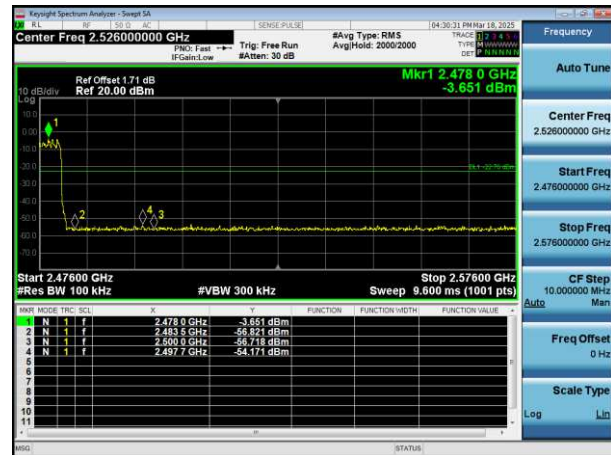 Keysight Spectrum Analyzer - Swept SA
RL RF 50 Ω AC SENSE:PULSE 04:30:31 PM Mar 18, 2025
Center Freq 2.526000000 GHz
PNO: Fast
IFGain:Low
Trig: Free Run
#Atten: 30 dB
#Avg Type: RMS
Avg|Hold: 2000/2000
TRACE 1 2 3 4 5 6
TYPE M W W W W W
DET P N N N N N
Ref Offset 1.71 dB
Ref 20.00 dBm
10 dB/div
Log
Mkr1 2.478 0 GHz
-3.651 dBm
10.0
0.00
-10.0
-20.0
-30.0
-40.0
-50.0
-60.0
-70.0
1
2
4
3
Start 2.47600 GHz
Stop 2.57600 GHz
#Res BW 100 kHz
#VBW 300 kHz
Sweep 9.600 ms (1001 pts)
MKR MODE TRC SCL X Y FUNCTION FUNCTION WIDTH FUNCTION VALUE
1 N 1 f 2.478 0 GHz -3.651 dBm
2 N 1 f 2.483 5 GHz -56.821 dBm
3 N 1 f 2.500 0 GHz -56.718 dBm
4 N 1 f 2.497 7 GHz -54.171 dBm
5
6
7
8
9
10
11
MSG
STATUS
Frequency
Auto Tune
Center Freq
2.526000000 GHz
Start Freq
2.476000000 GHz
Stop Freq
2.576000000 GHz
CF Step
10.000000 MHz
Auto Man
Freq Offset
0 Hz
Scale Type
Log Lin